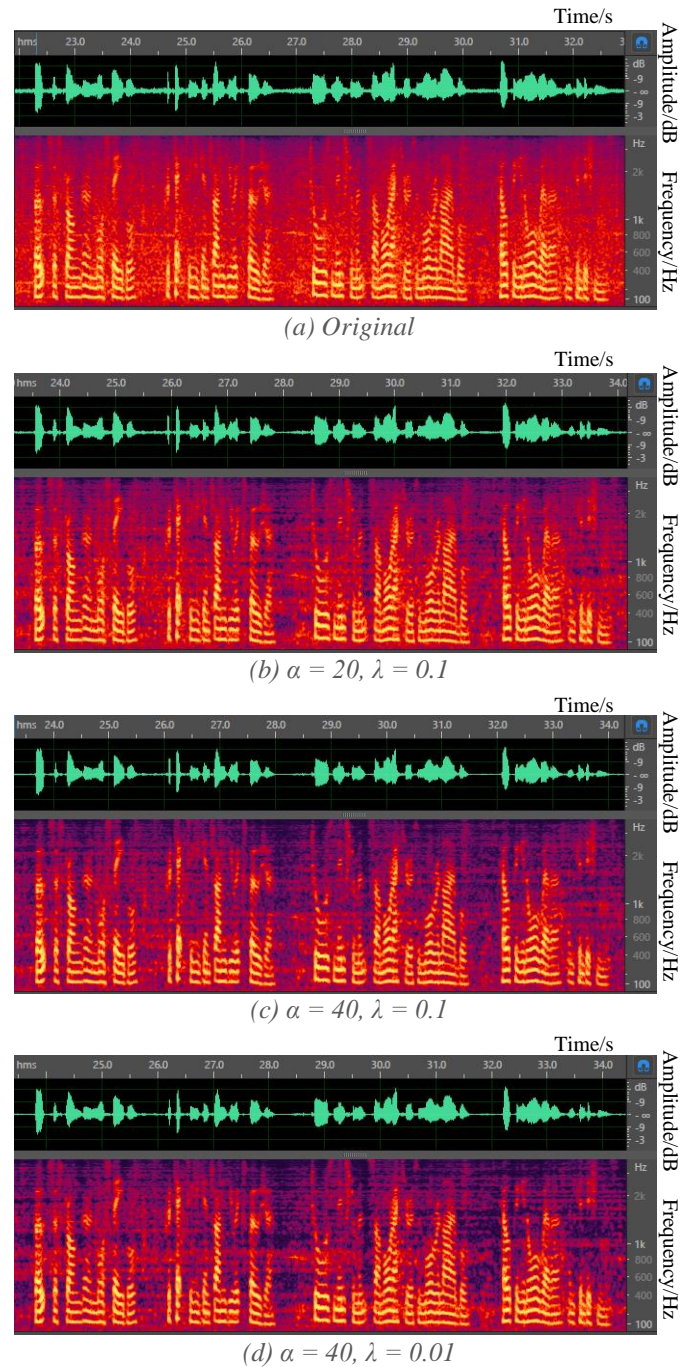 Time/s
hms 23.0 24.0 25.0 26.0 27.0 28.0 29.0 30.0 31.0 32.0 3
dB
-9
- ∞
-9
-3
Amplitude/dB
Hz
2k
1k
800
600
400
100
Frequency/Hz
(a) Original
Time/s
hms 24.0 25.0 26.0 27.0 28.0 29.0 30.0 31.0 32.0 33.0 34.0
dB
-9
- ∞
-9
-3
Amplitude/dB
Hz
2k
1k
800
600
400
100
Frequency/Hz
(b) α = 20, λ = 0.1
Time/s
hms 24.0 25.0 26.0 27.0 28.0 29.0 30.0 31.0 32.0 33.0 34.0
dB
-9
- ∞
-9
-3
Amplitude/dB
Hz
2k
1k
800
600
400
100
Frequency/Hz
(c) α = 40, λ = 0.1
Time/s
hms 25.0 26.0 27.0 28.0 29.0 30.0 31.0 32.0 33.0 34.0
dB
-9
- ∞
-9
-3
Amplitude/dB
Hz
2k
1k
800
600
400
100
Frequency/Hz
(d) α = 40, λ = 0.01